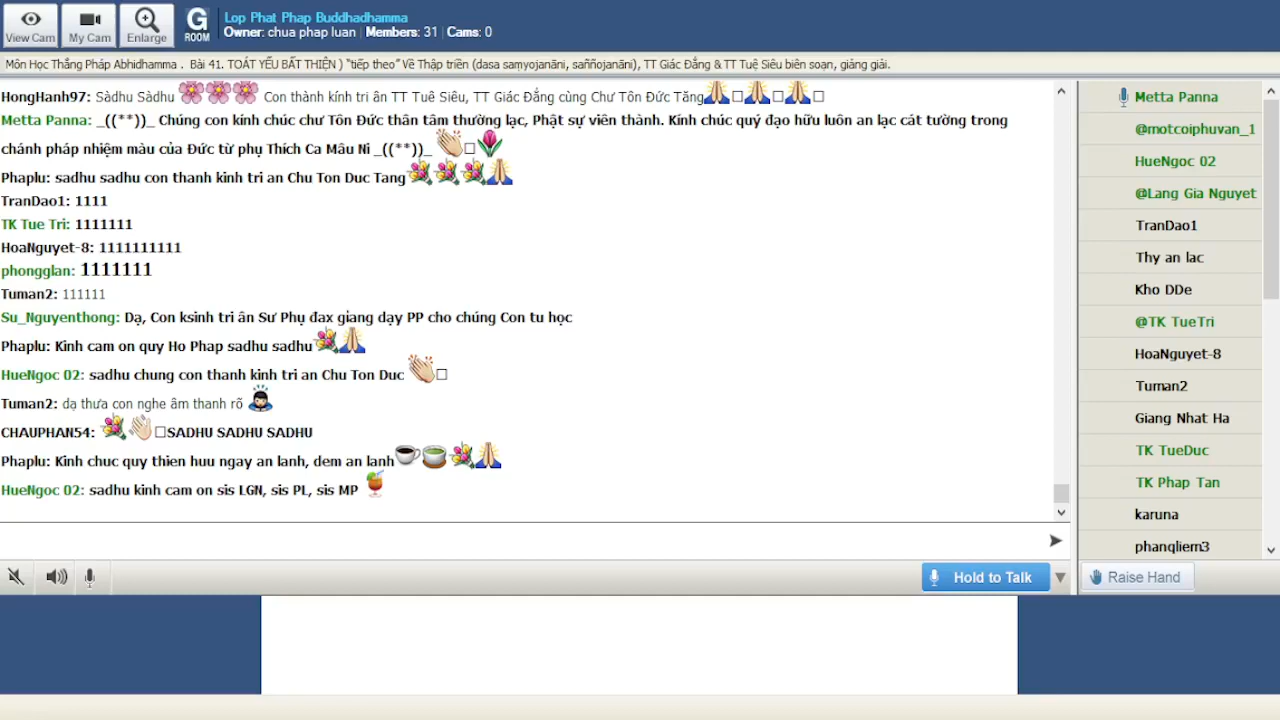 View Cam
My Cam
Enlarge
G
ROOM
Lop Phat Phap Buddhadhamma
Owner: chua phap luan | Members: 31 | Cams: 0
Môn Học Thắng Pháp Abhidhamma . Bài 41. TOÁT YẾU BẤT THIỆN ) “tiếp theo” Về Thập triền (dasa saṃyojanāni, saññojanāni), TT Giác Đẳng & TT Tuệ Siêu biên soạn, giảng giải.
HongHanh97: Sàdhu Sàdhu 🌸🌸🌸 Con thành kính tri ân TT Tuê Siêu, TT Giác Đẳng cùng Chư Tôn Đức Tăng🙏□🙏□🙏□
Metta Panna: _((**))_ Chúng con kính chúc chư Tôn Đức thân tâm thường lạc, Phật sự viên thành. Kính chúc quý đạo hữu luôn an lạc cát tường trong
chánh pháp nhiệm màu của Đức từ phụ Thích Ca Mâu Ni _((**))_ 👏□🌷
Phaplu: sadhu sadhu con thanh kinh tri an Chu Ton Duc Tang💐💐💐🙏
TranDao1: 1111
TK Tue Tri: 1111111
HoaNguyet-8: 1111111111
phongglan: 1111111
Tuman2: 111111
Su_Nguyenthong: Dạ, Con ksinh tri ân Sư Phụ đax giang dạy PP cho chúng Con tu học
Phaplu: Kinh cam on quy Ho Phap sadhu sadhu💐🙏
HueNgoc 02: sadhu chung con thanh kinh tri an Chu Ton Duc 👏□
Tuman2: dạ thưa con nghe âm thanh rõ 🙇
CHAUPHAN54: 💐👋□SADHU SADHU SADHU
Phaplu: Kinh chuc quy thien huu ngay an lanh, dem an lanh☕🍵💐🙏
HueNgoc 02: sadhu kinh cam on sis LGN, sis PL, sis MP 🍹
Metta Panna
@motcoiphuvan_1
HueNgoc 02
@Lang Gia Nguyet
TranDao1
Thy an lac
Kho DDe
@TK TueTri
HoaNguyet-8
Tuman2
Giang Nhat Ha
TK TueDuc
TK Phap Tan
karuna
phanqliem3
Hold to Talk
Raise Hand